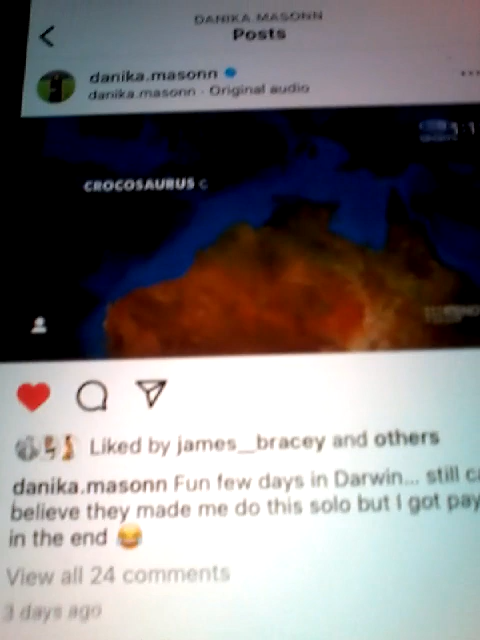 DANIKA.MASONN
Posts
danika.masonn
danika.masonn · Original audio
CROCOSAURUS C
danika.masonn Fun few days in Darwin... still ca
believe they made me do this solo but I got pay
in the end 😂
Liked by james__bracey and others
View all 24 comments
3 days ago